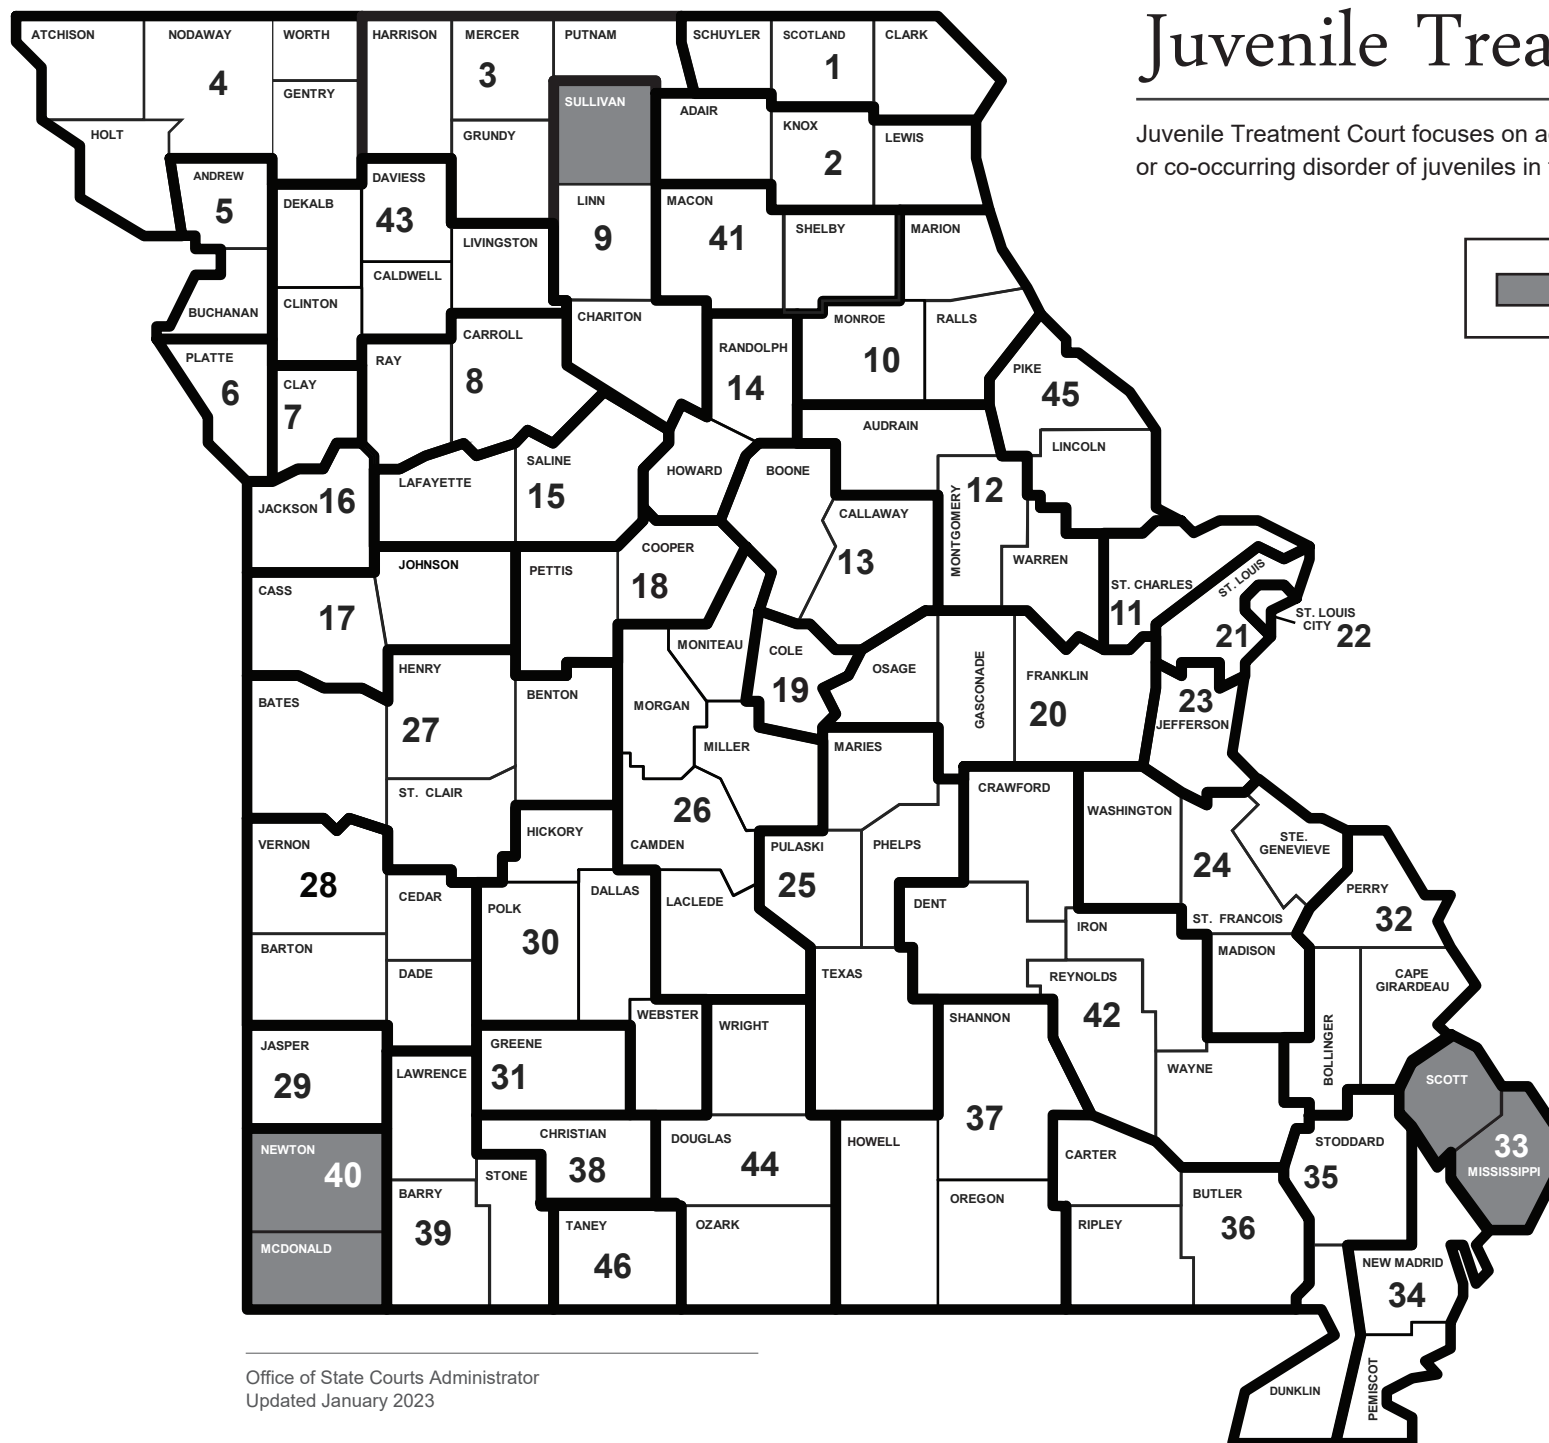 Juvenile Trea
Juvenile Treatment Court focuses on a
or co-occurring disorder of juveniles in
ATCHISON
NODAWAY
4
WORTH
HARRISON
MERCER
3
PUTNAM
SCHUYLER
SCOTLAND
1
CLARK
GENTRY
SULLIVAN
ADAIR
KNOX
2
LEWIS
HOLT
GRUNDY
ANDREW
5
DEKALB
DAVIESS
43
LINN
9
MACON
41
SHELBY
MARION
LIVINGSTON
CALDWELL
BUCHANAN
CLINTON
CHARITON
MONROE
10
RALLS
CARROLL
8
RANDOLPH
14
PLATTE
6
CLAY
7
RAY
PIKE
45
AUDRAIN
LINCOLN
SALINE
15
HOWARD
BOONE
LAFAYETTE
JACKSON 16
MONTGOMERY
12
CALLAWAY
13
COOPER
18
JOHNSON
PETTIS
WARREN
CASS
17
ST. CHARLES
11
ST. LOUIS
21
ST. LOUIS
CITY 22
MONITEAU
COLE
19
OSAGE
GASCONADE
FRANKLIN
20
HENRY
27
BENTON
BATES
MORGAN
23
JEFFERSON
MILLER
MARIES
ST. CLAIR
CRAWFORD
26
CAMDEN
WASHINGTON
HICKORY
VERNON
28
PULASKI
25
PHELPS
STE.
GENEVIEVE
24
ST. FRANCOIS
CEDAR
DALLAS
LACLEDE
DENT
PERRY
32
POLK
30
IRON
BARTON
MADISON
DADE
TEXAS
REYNOLDS
42
CAPE
GIRARDEAU
WEBSTER
WRIGHT
SHANNON
37
JASPER
29
GREENE
31
BOLLINGER
LAWRENCE
WAYNE
SCOTT
CHRISTIAN
38
DOUGLAS
44
HOWELL
STODDARD
35
33
MISSISSIPPI
NEWTON
40
STONE
CARTER
BARRY
39
OREGON
BUTLER
36
TANEY
46
OZARK
RIPLEY
MCDONALD
NEW MADRID
34
DUNKLIN
PEMISCOT
Office of State Courts Administrator
Updated January 2023